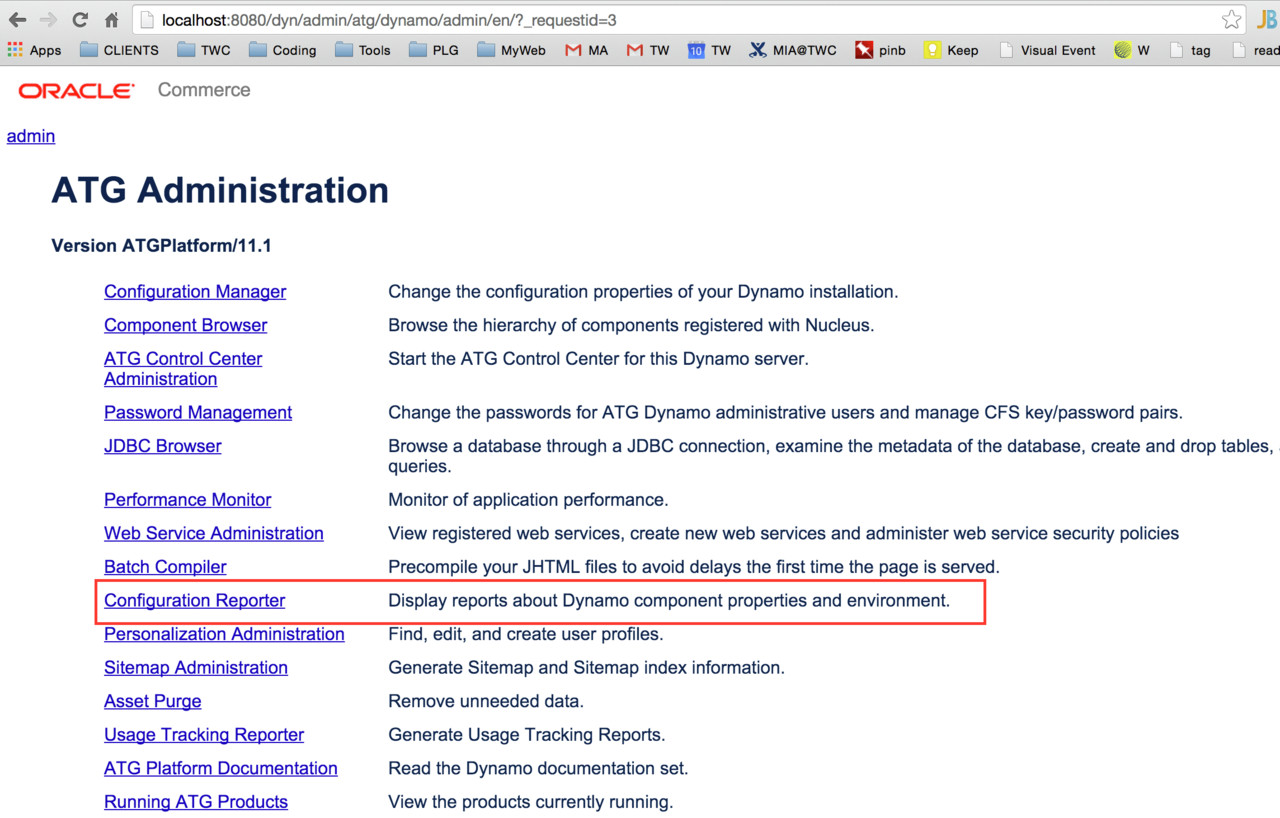 localhost:8080/dyn/admin/atg/dynamo/admin/en/?_requestid=3
JB
Apps CLIENTS TWC Coding Tools PLG MyWeb MA TW 10 TW MIA@TWC pinb Keep Visual Event W tag read
ORACLE Commerce
admin
ATG Administration
Version ATGPlatform/11.1
Configuration Manager Change the configuration properties of your Dynamo installation.
Component Browser Browse the hierarchy of components registered with Nucleus.
ATG Control Center Start the ATG Control Center for this Dynamo server.
Administration
Password Management Change the passwords for ATG Dynamo administrative users and manage CFS key/password pairs.
JDBC Browser Browse a database through a JDBC connection, examine the metadata of the database, create and drop tables,
queries.
Performance Monitor Monitor of application performance.
Web Service Administration View registered web services, create new web services and administer web service security policies
Batch Compiler Precompile your JHTML files to avoid delays the first time the page is served.
Configuration Reporter Display reports about Dynamo component properties and environment.
Personalization Administration Find, edit, and create user profiles.
Sitemap Administration Generate Sitemap and Sitemap index information.
Asset Purge Remove unneeded data.
Usage Tracking Reporter Generate Usage Tracking Reports.
ATG Platform Documentation Read the Dynamo documentation set.
Running ATG Products View the products currently running.